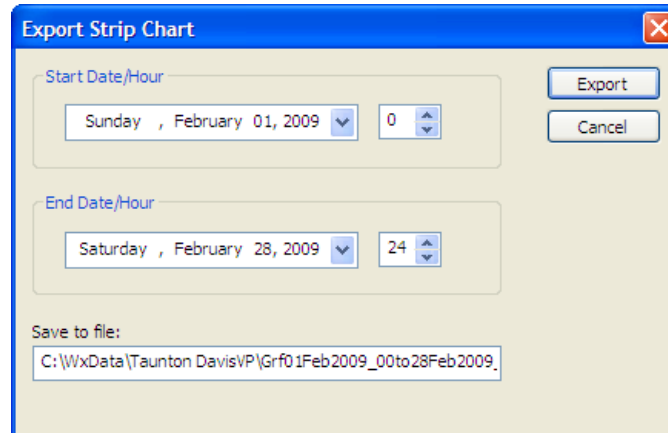 Export Strip Chart
Start Date/Hour
Sunday , February 01, 2009
0
Export
Cancel
End Date/Hour
Saturday , February 28, 2009
24
Save to file:
C:\WxData\Taunton DavisVP\Grf01Feb2009_00to28Feb2009_